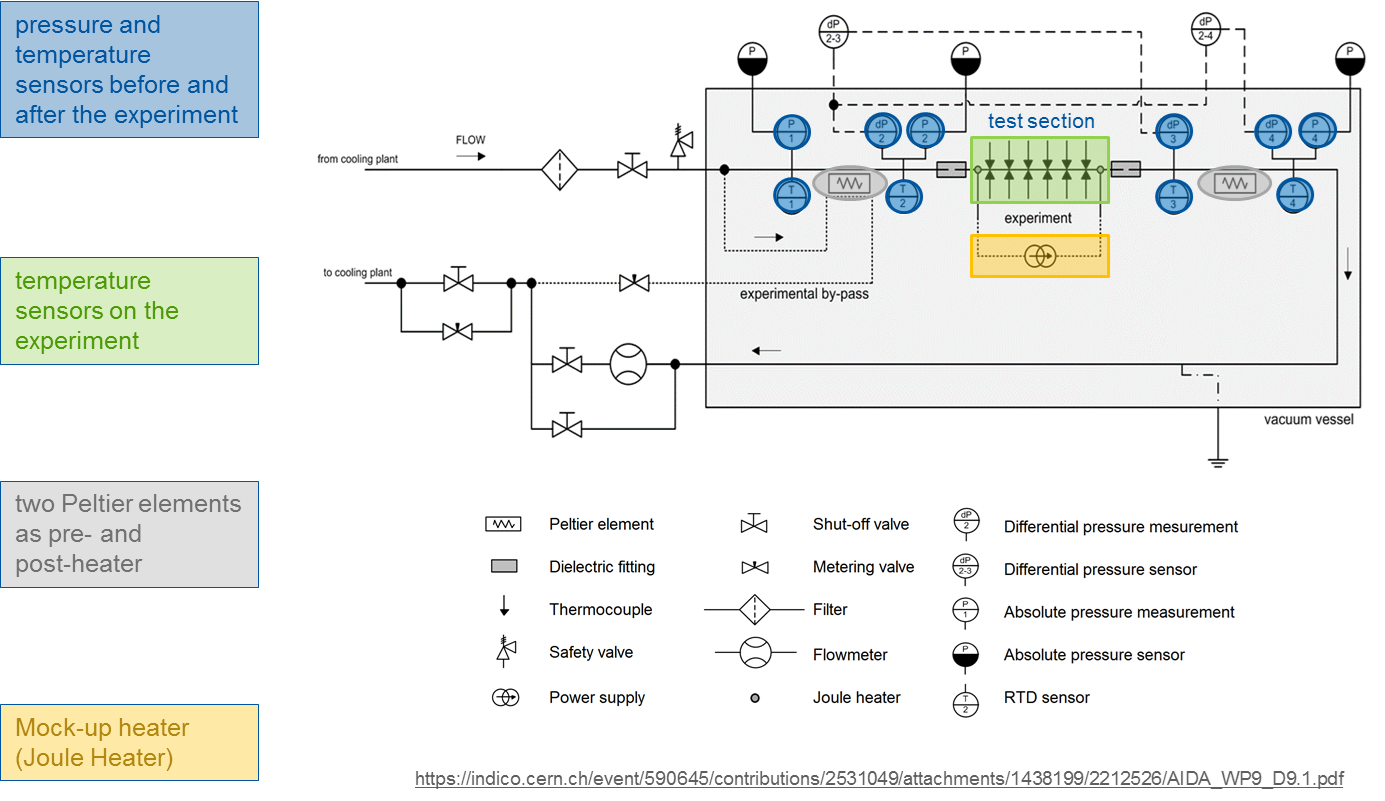 pressure and
temperature
sensors before and
after the experiment
temperature
sensors on the
experiment
two Peltier elements
as pre- and
post-heater
Mock-up heater
(Joule Heater)
dP
2-3
dP
2-4
P
P
P
FLOW
from cooling plant
P
1
dP
2
P
2
test section
dP
3
dP
4
P
4
T
1
T
2
T
3
T
4
experiment
to cooling plant
experimental by-pass
vacuum vessel
Peltier element
Shut-off valve
dP
2
Differential pressure mesurement
Dielectric fitting
Metering valve
dP
2-3
Differential pressure sensor
Thermocouple
Filter
P
1
Absolute pressure measurement
Safety valve
Flowmeter
P
Absolute pressure sensor
Power supply
Joule heater
T
2
RTD sensor
https://indico.cern.ch/event/590645/contributions/2531049/attachments/1438199/2212526/AIDA_WP9_D9.1.pdf